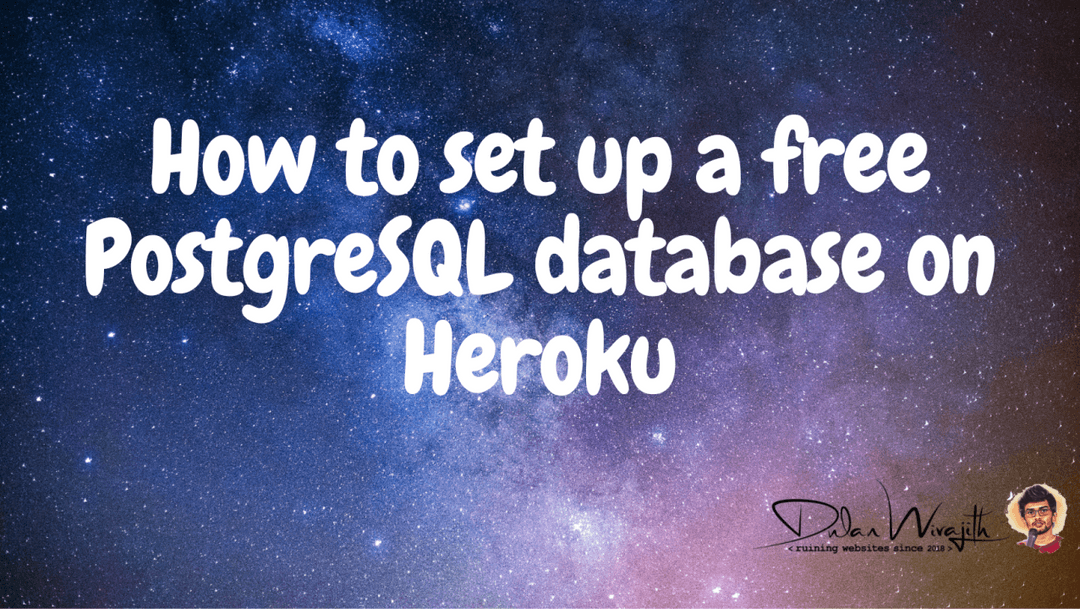 How to set up a free
PostgreSQL database on
Heroku
Dulan Wirajith
< ruining websites since 2018 >